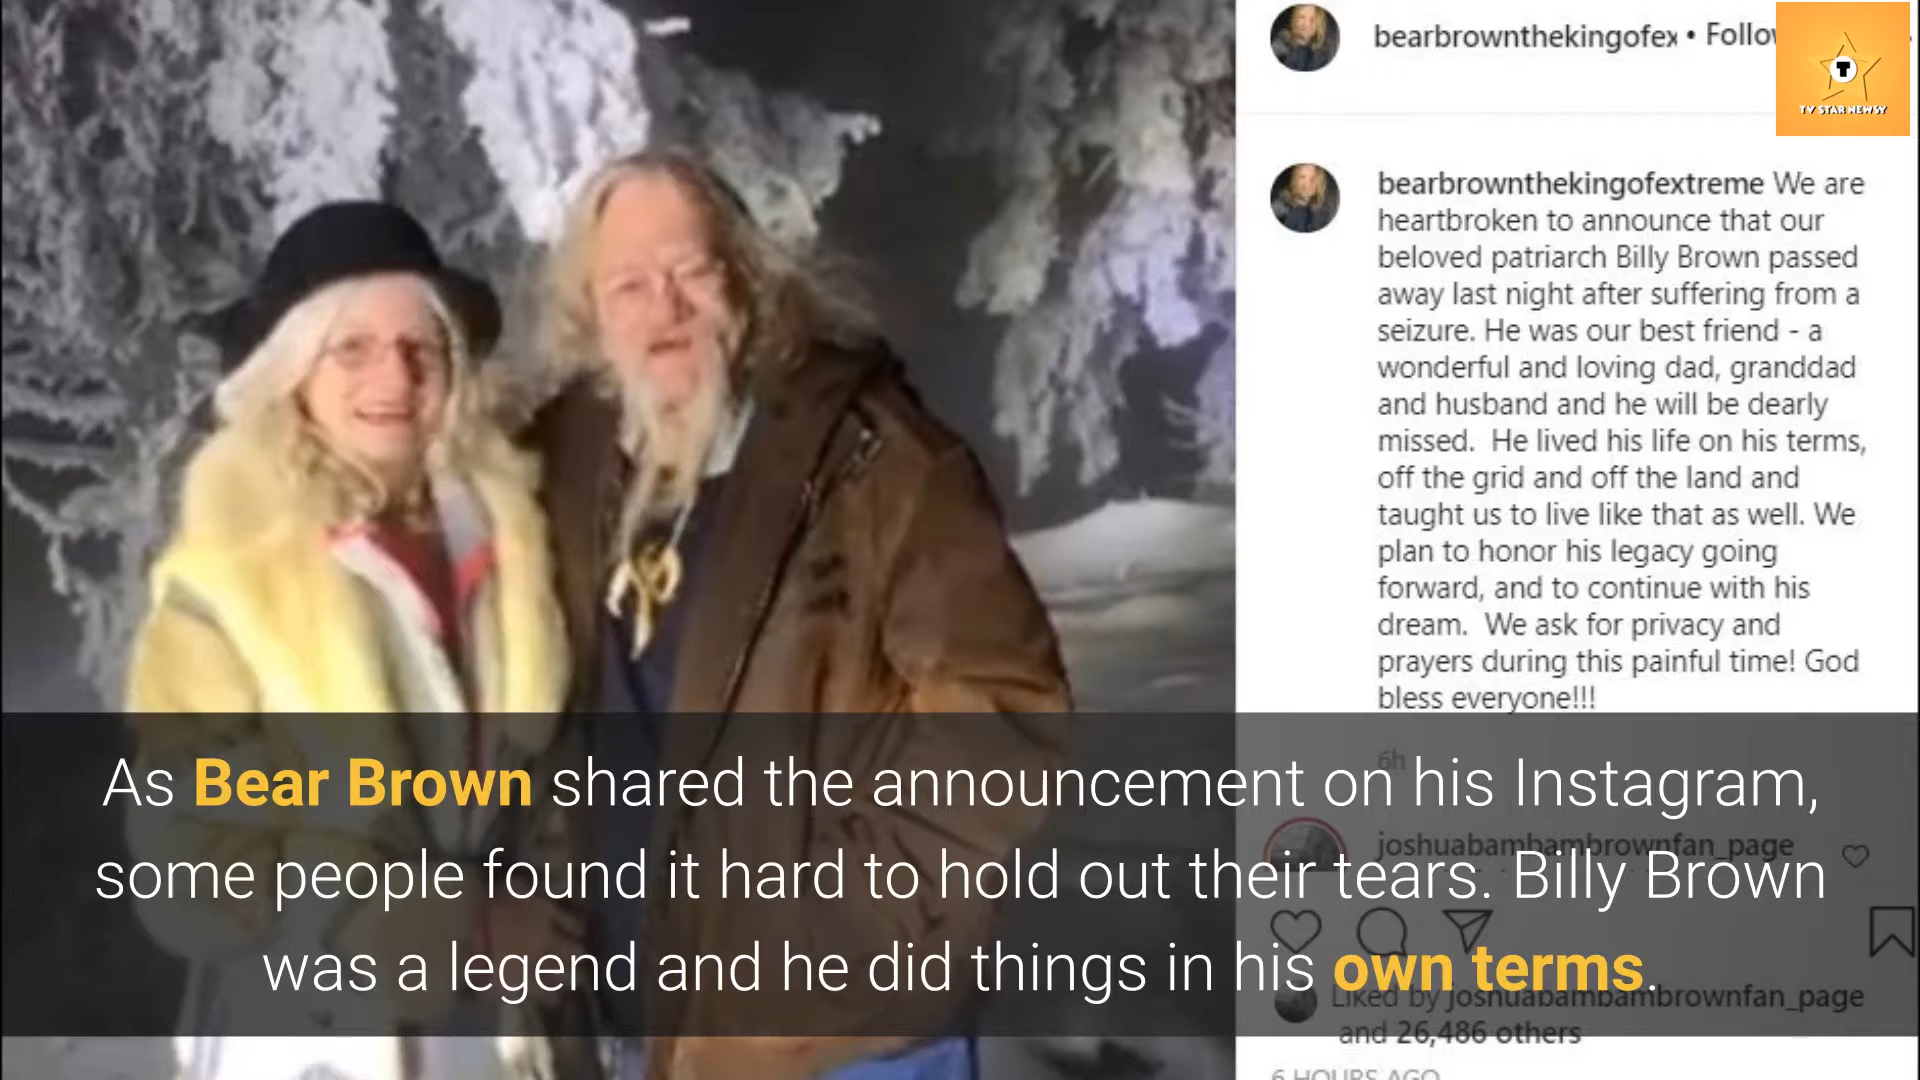 bearbrownthekingofex • Follow
TV STAR NEWSY
bearbrownthekingofextreme We are
heartbroken to announce that our
beloved patriarch Billy Brown passed
away last night after suffering from a
seizure. He was our best friend - a
wonderful and loving dad, granddad
and husband and he will be dearly
missed. He lived his life on his terms,
off the grid and off the land and
taught us to live like that as well. We
plan to honor his legacy going
forward, and to continue with his
dream. We ask for privacy and
prayers during this painful time! God
bless everyone!!!
6h
joshuabambambrownfan_page
As Bear Brown shared the announcement on his Instagram,
some people found it hard to hold out their tears. Billy Brown
was a legend and he did things in his own terms.
Liked by joshuabambambrownfan_page
and 26,486 others
6 HOURS AGO